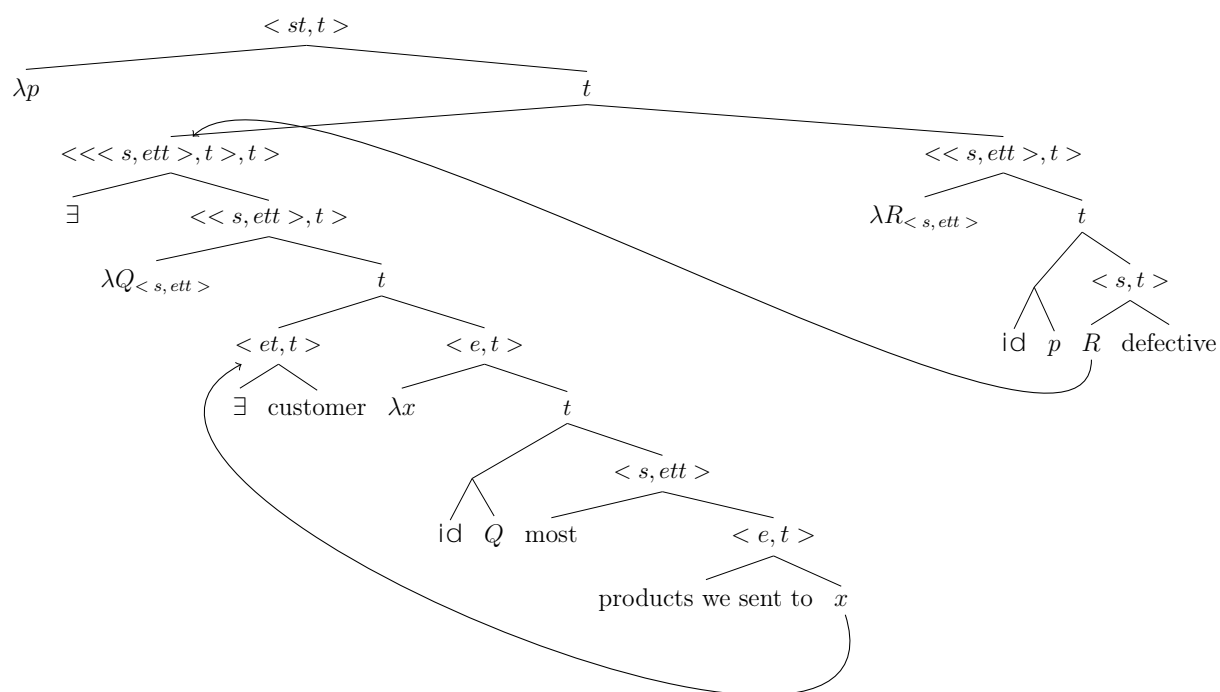 < st, t >
λp t
<<< s, ett >, t >, t > << s, ett >, t >
∃ << s, ett >, t > λR< s, ett > t
λQ< s, ett > t < s, t >
< et, t > < e, t > id p R defective
∃ customer λx t
< s, ett >
id Q most < e, t >
products we sent to x